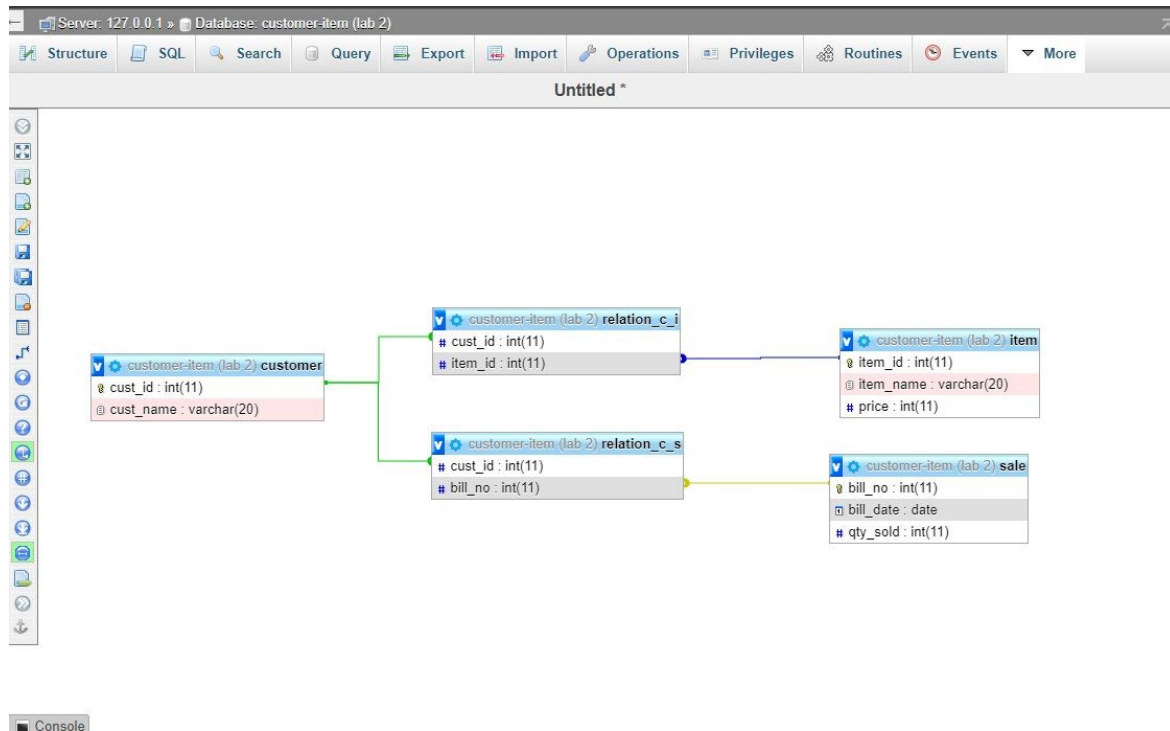 Server: 127.0.0.1 » Database: customer-item (lab 2)
Structure SQL Search Query Export Import Operations Privileges Routines Events More
Untitled *
customer-item (lab 2) relation_c_i
# cust_id : int(11)
# item_id : int(11)
customer-item (lab 2) item
item_id : int(11)
item_name : varchar(20)
# price : int(11)
customer-item (lab 2) customer
cust_id : int(11)
cust_name : varchar(20)
customer-item (lab 2) relation_c_s
# cust_id : int(11)
# bill_no : int(11)
customer-item (lab 2) sale
bill_no : int(11)
bill_date : date
# qty_sold : int(11)
Console